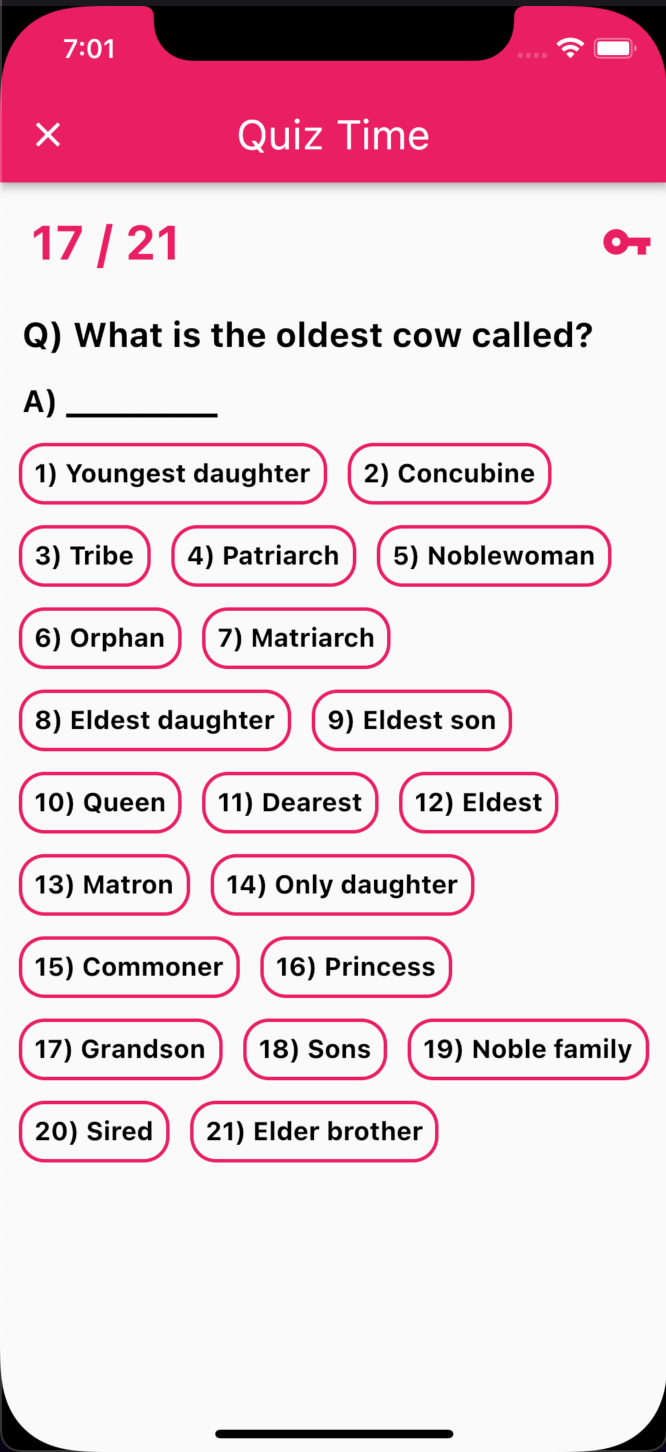 7:01
Quiz Time
17 / 21
Q) What is the oldest cow called?
A) __________
1) Youngest daughter
2) Concubine
3) Tribe
4) Patriarch
5) Noblewoman
6) Orphan
7) Matriarch
8) Eldest daughter
9) Eldest son
10) Queen
11) Dearest
12) Eldest
13) Matron
14) Only daughter
15) Commoner
16) Princess
17) Grandson
18) Sons
19) Noble family
20) Sired
21) Elder brother